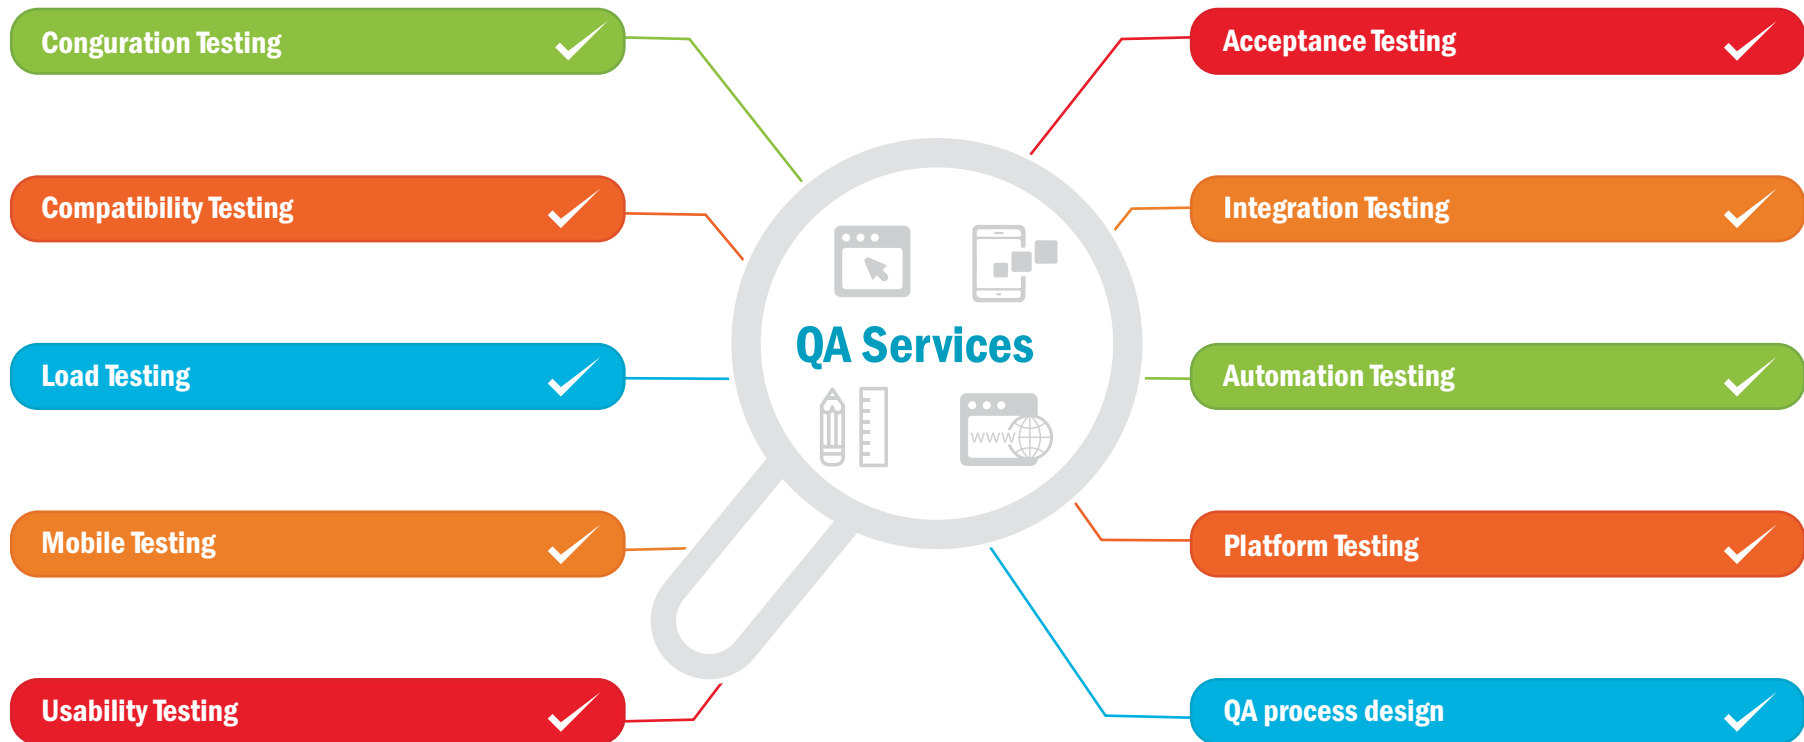 Conguration Testing
Compatibility Testing
Load Testing
Mobile Testing
Usability Testing
QA Services
www
Acceptance Testing
Integration Testing
Automation Testing
Platform Testing
QA process design